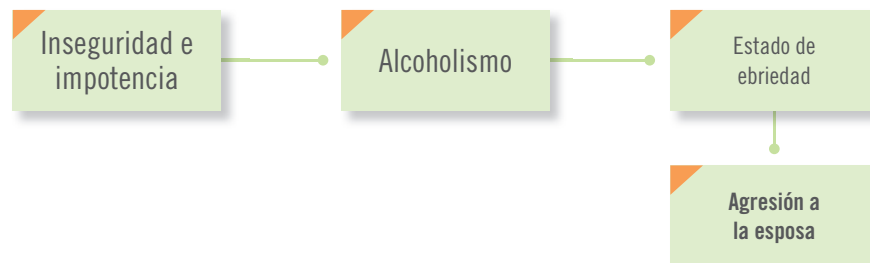 Inseguridad e
impotencia
Alcoholismo
Estado de
ebriedad
Agresión a
la esposa